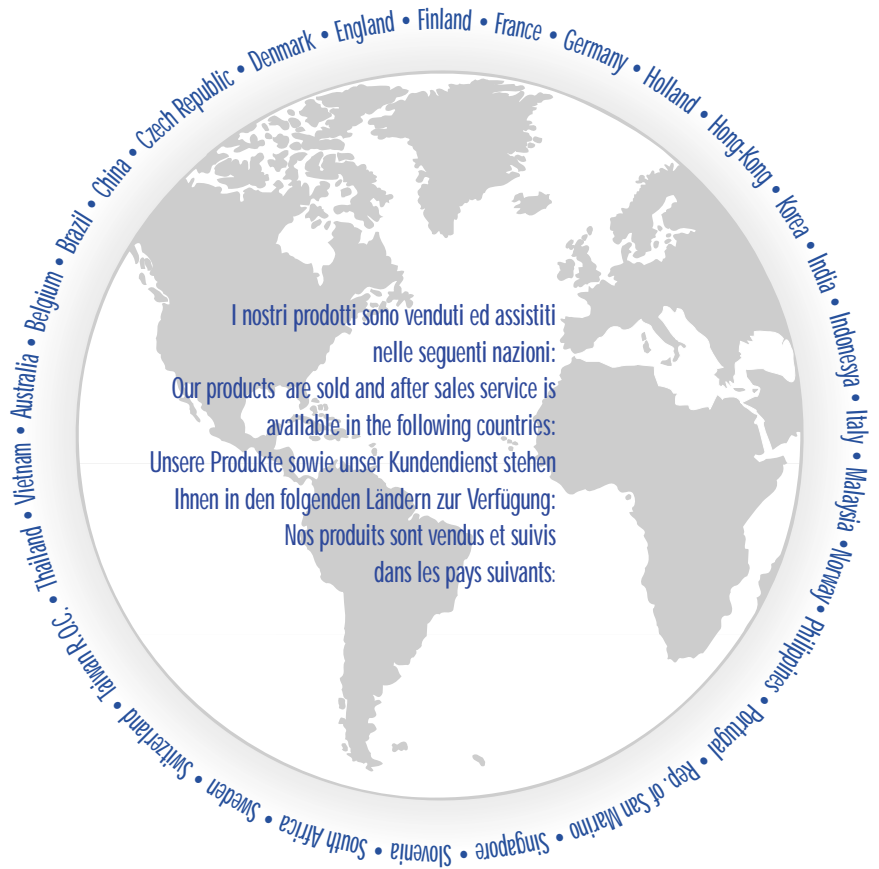 Australia • Belgium • Brazil • China • Czech Republic • Denmark • England • Finland • France • Germany • Holland • Hong-Kong • Korea • India • Indonesya • Italy • Malaysia • Norway • Philippines • Portugal • Rep. of San Marino • Singapore • Slovenia • South Africa • Sweden • Switzerland • Taiwan R.O.C. • Thailand • Vietnam •
I nostri prodotti sono venduti ed assistiti
nelle seguenti nazioni:
Our products are sold and after sales service is
available in the following countries:
Unsere Produkte sowie unser Kundendienst stehen
Ihnen in den folgenden Ländern zur Verfügung:
Nos produits sont vendus et suivis
dans les pays suivants: